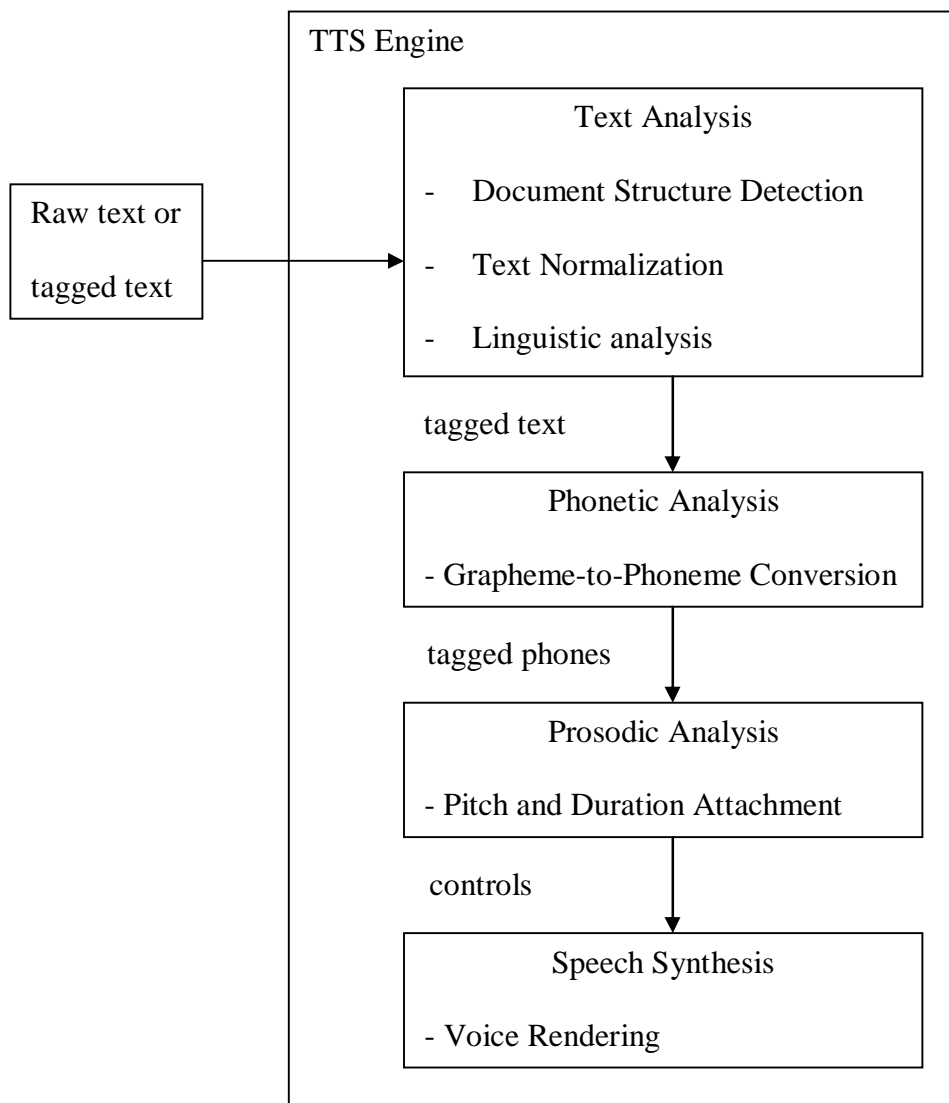 TTS Engine
Raw text or
tagged text
Text Analysis
- Document Structure Detection
- Text Normalization
- Linguistic analysis
tagged text
Phonetic Analysis
- Grapheme-to-Phoneme Conversion
tagged phones
Prosodic Analysis
- Pitch and Duration Attachment
controls
Speech Synthesis
- Voice Rendering